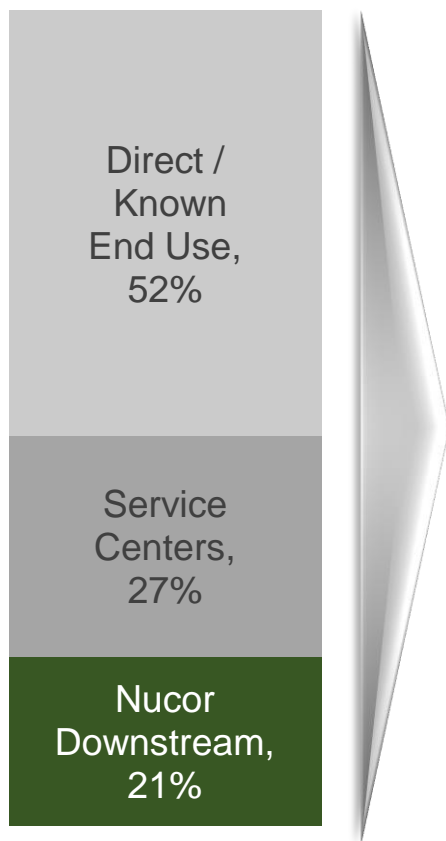 Direct /
Known
End Use,
52%
Service
Centers,
27%
Nucor
Downstream,
21%